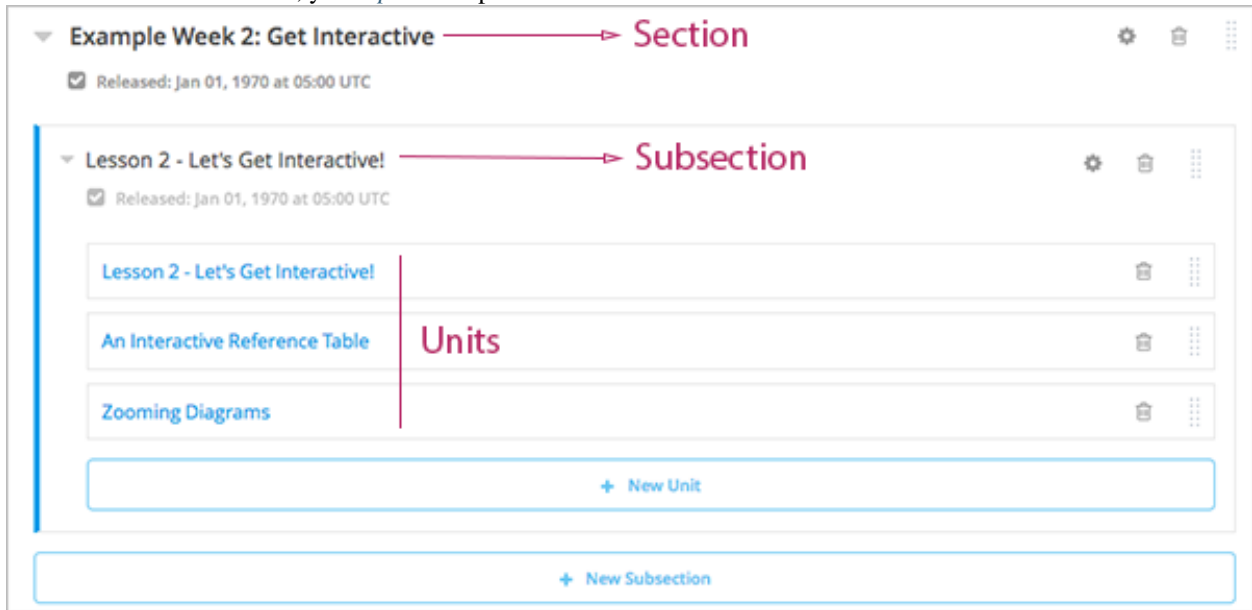 Example Week 2: Get Interactive Section
Released: Jan 01, 1970 at 05:00 UTC
Lesson 2 - Let's Get Interactive! Subsection
Released: Jan 01, 1970 at 05:00 UTC
Lesson 2 - Let's Get Interactive!
An Interactive Reference Table Units
Zooming Diagrams
+ New Unit
+ New Subsection